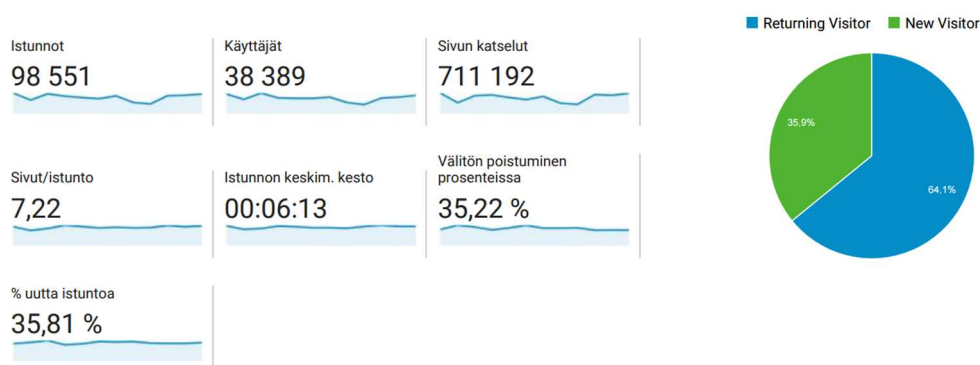 Returning Visitor New Visitor
Istunnot
98 551
Käyttäjät
38 389
Sivun katselut
711 192
Sivut/istunto
7,22
Istunnon keskim. kesto
00:06:13
Välitön poistuminen
prosenteissa
35,22 %
% uutta istuntoa
35,81 %
35,9%
64,1%